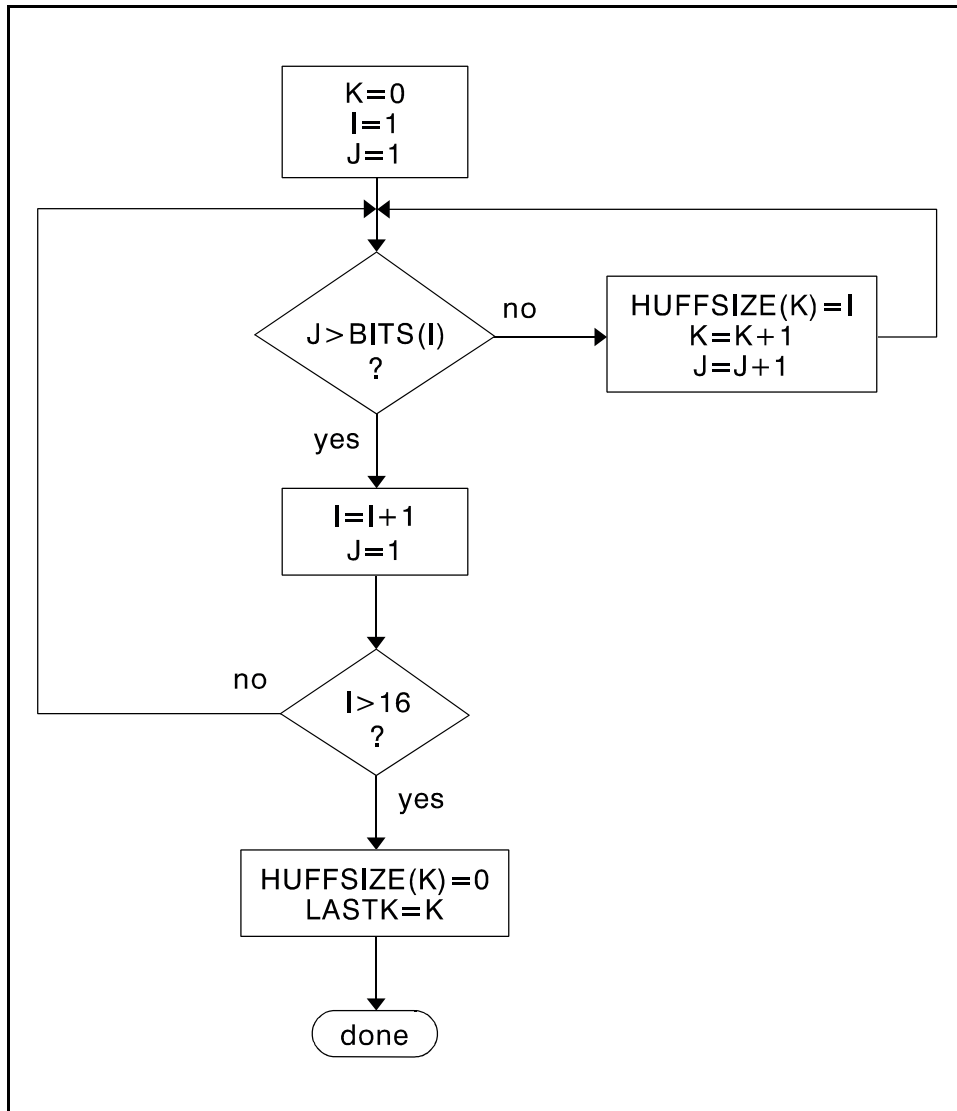 K=0
I=1
J=1
J>BITS(I)
?
no
HUFFSIZE(K)=I
K=K+1
J=J+1
yes
I=I+1
J=1
no
I>16
?
yes
HUFFSIZE(K)=0
LASTK=K
done